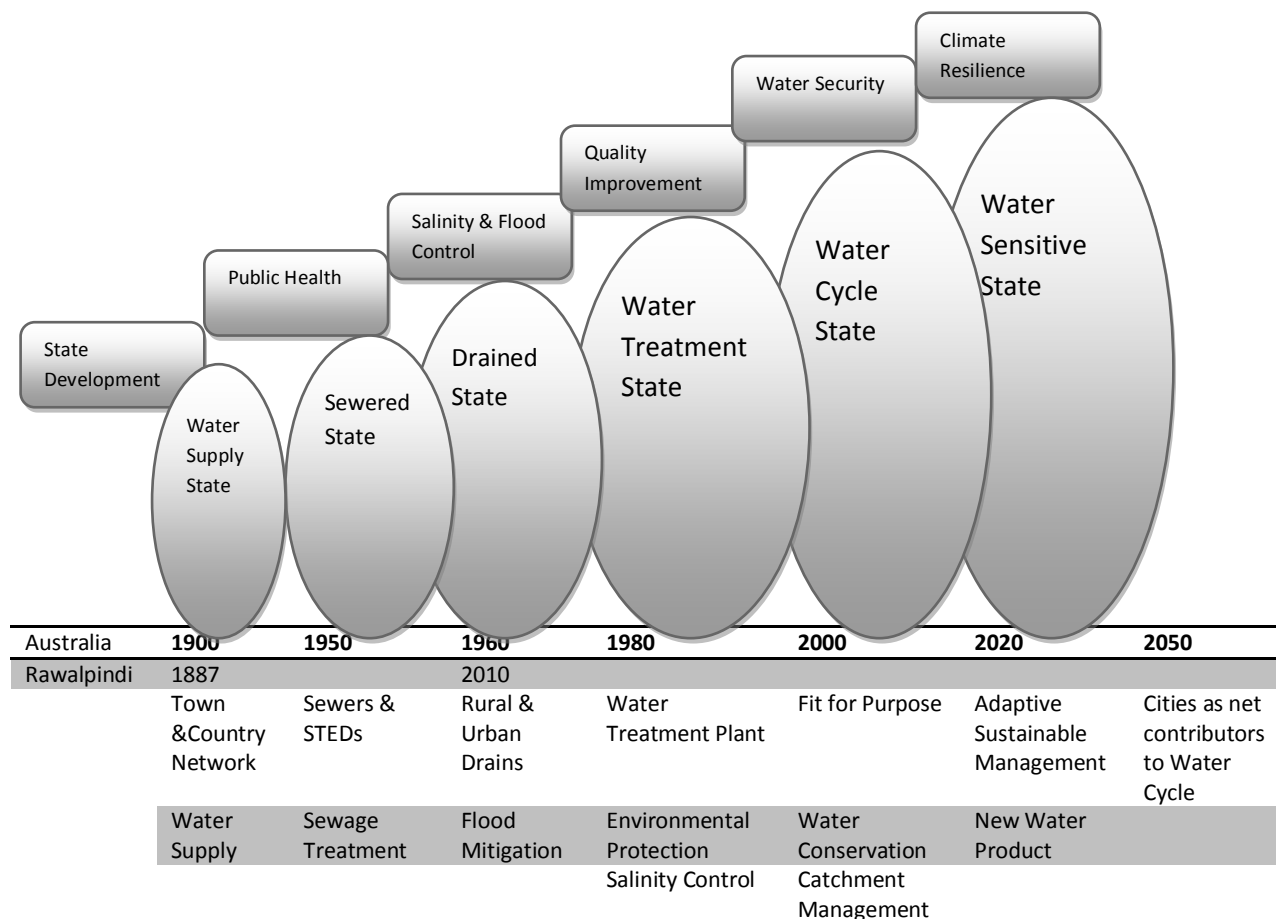 Climate
Resilience
Water Security
Quality
Improvement
Salinity & Flood
Control
Public Health
State
Development
Water
Sensitive
State
Water
Cycle
State
Water
Treatment
State
Drained
State
Sewered
State
Water
Supply
State
Australia 1900 1950 1960 1980 2000 2020 2050
Rawalpindi 1887 2010
Town Sewers & Rural & Water Fit for Purpose Adaptive Cities as net
&Country STEDs Urban Treatment Plant Sustainable contributors
Network Drains Management to Water
Cycle
Water Sewage Flood Environmental Water New Water
Supply Treatment Mitigation Protection Conservation Product
Salinity Control Catchment
Management